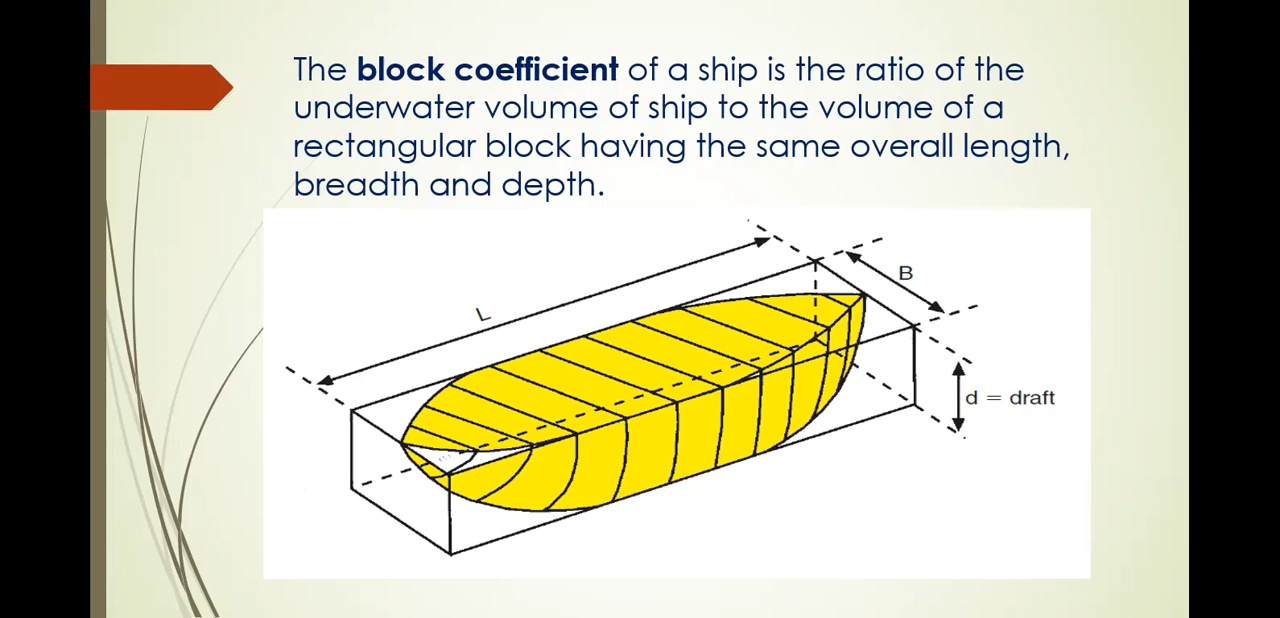 The block coefficient of a ship is the ratio of the
underwater volume of ship to the volume of a
rectangular block having the same overall length,
breadth and depth.
B
L
d = draft